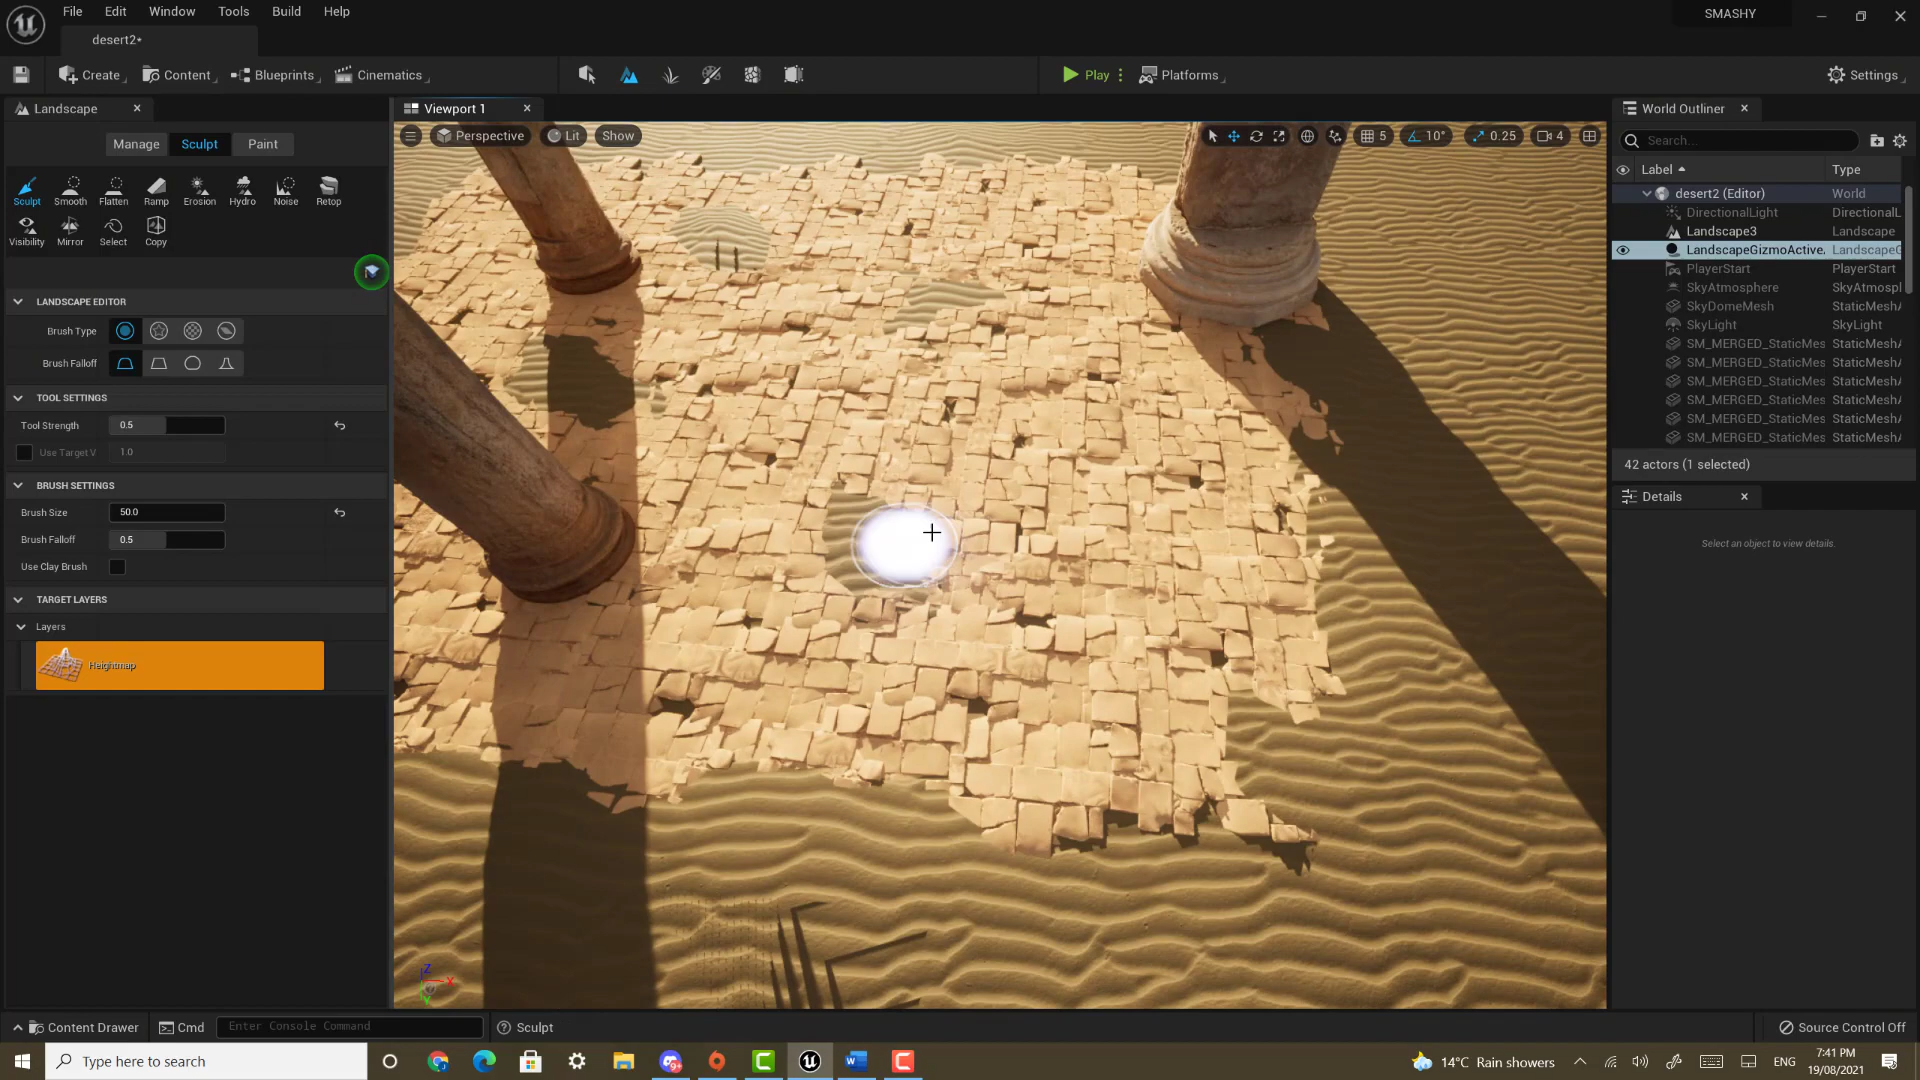 File Edit Window Tools Build Help
SMASHY
desert2*
Create Content Blueprints Cinematics
Play Platforms
Settings
Landscape
Manage Sculpt Paint
Sculpt Smooth Flatten Ramp Erosion Hydro Noise Retop
Visibility Mirror Select Copy
LANDSCAPE EDITOR
Brush Type
Brush Falloff
TOOL SETTINGS
Tool Strength 0.5
Use Target V 1.0
BRUSH SETTINGS
Brush Size 50.0
Brush Falloff 0.5
Use Clay Brush
TARGET LAYERS
Layers
Heightmap
Viewport 1
Perspective Lit Show
5 10° 0.25 4
Z
X
Y
World Outliner
Search...
Label Type
desert2 (Editor) World
DirectionalLight DirectionalL
Landscape3 Landscape
LandscapeGizmoActive. LandscapeG
PlayerStart PlayerStart
SkyAtmosphere SkyAtmospl
SkyDomeMesh StaticMesh
SkyLight SkyLight
SM_MERGED_StaticMes StaticMesh
SM_MERGED_StaticMes StaticMesh
SM_MERGED_StaticMes StaticMesh
SM_MERGED_StaticMes StaticMesh
SM_MERGED_StaticMes StaticMesh
SM_MERGED_StaticMes StaticMesh
42 actors (1 selected)
Details
Select an object to view details.
Content Drawer Cmd Enter Console Command Sculpt
Source Control Off
Type here to search
9+
14°C Rain showers
ENG
7:41 PM
19/08/2021